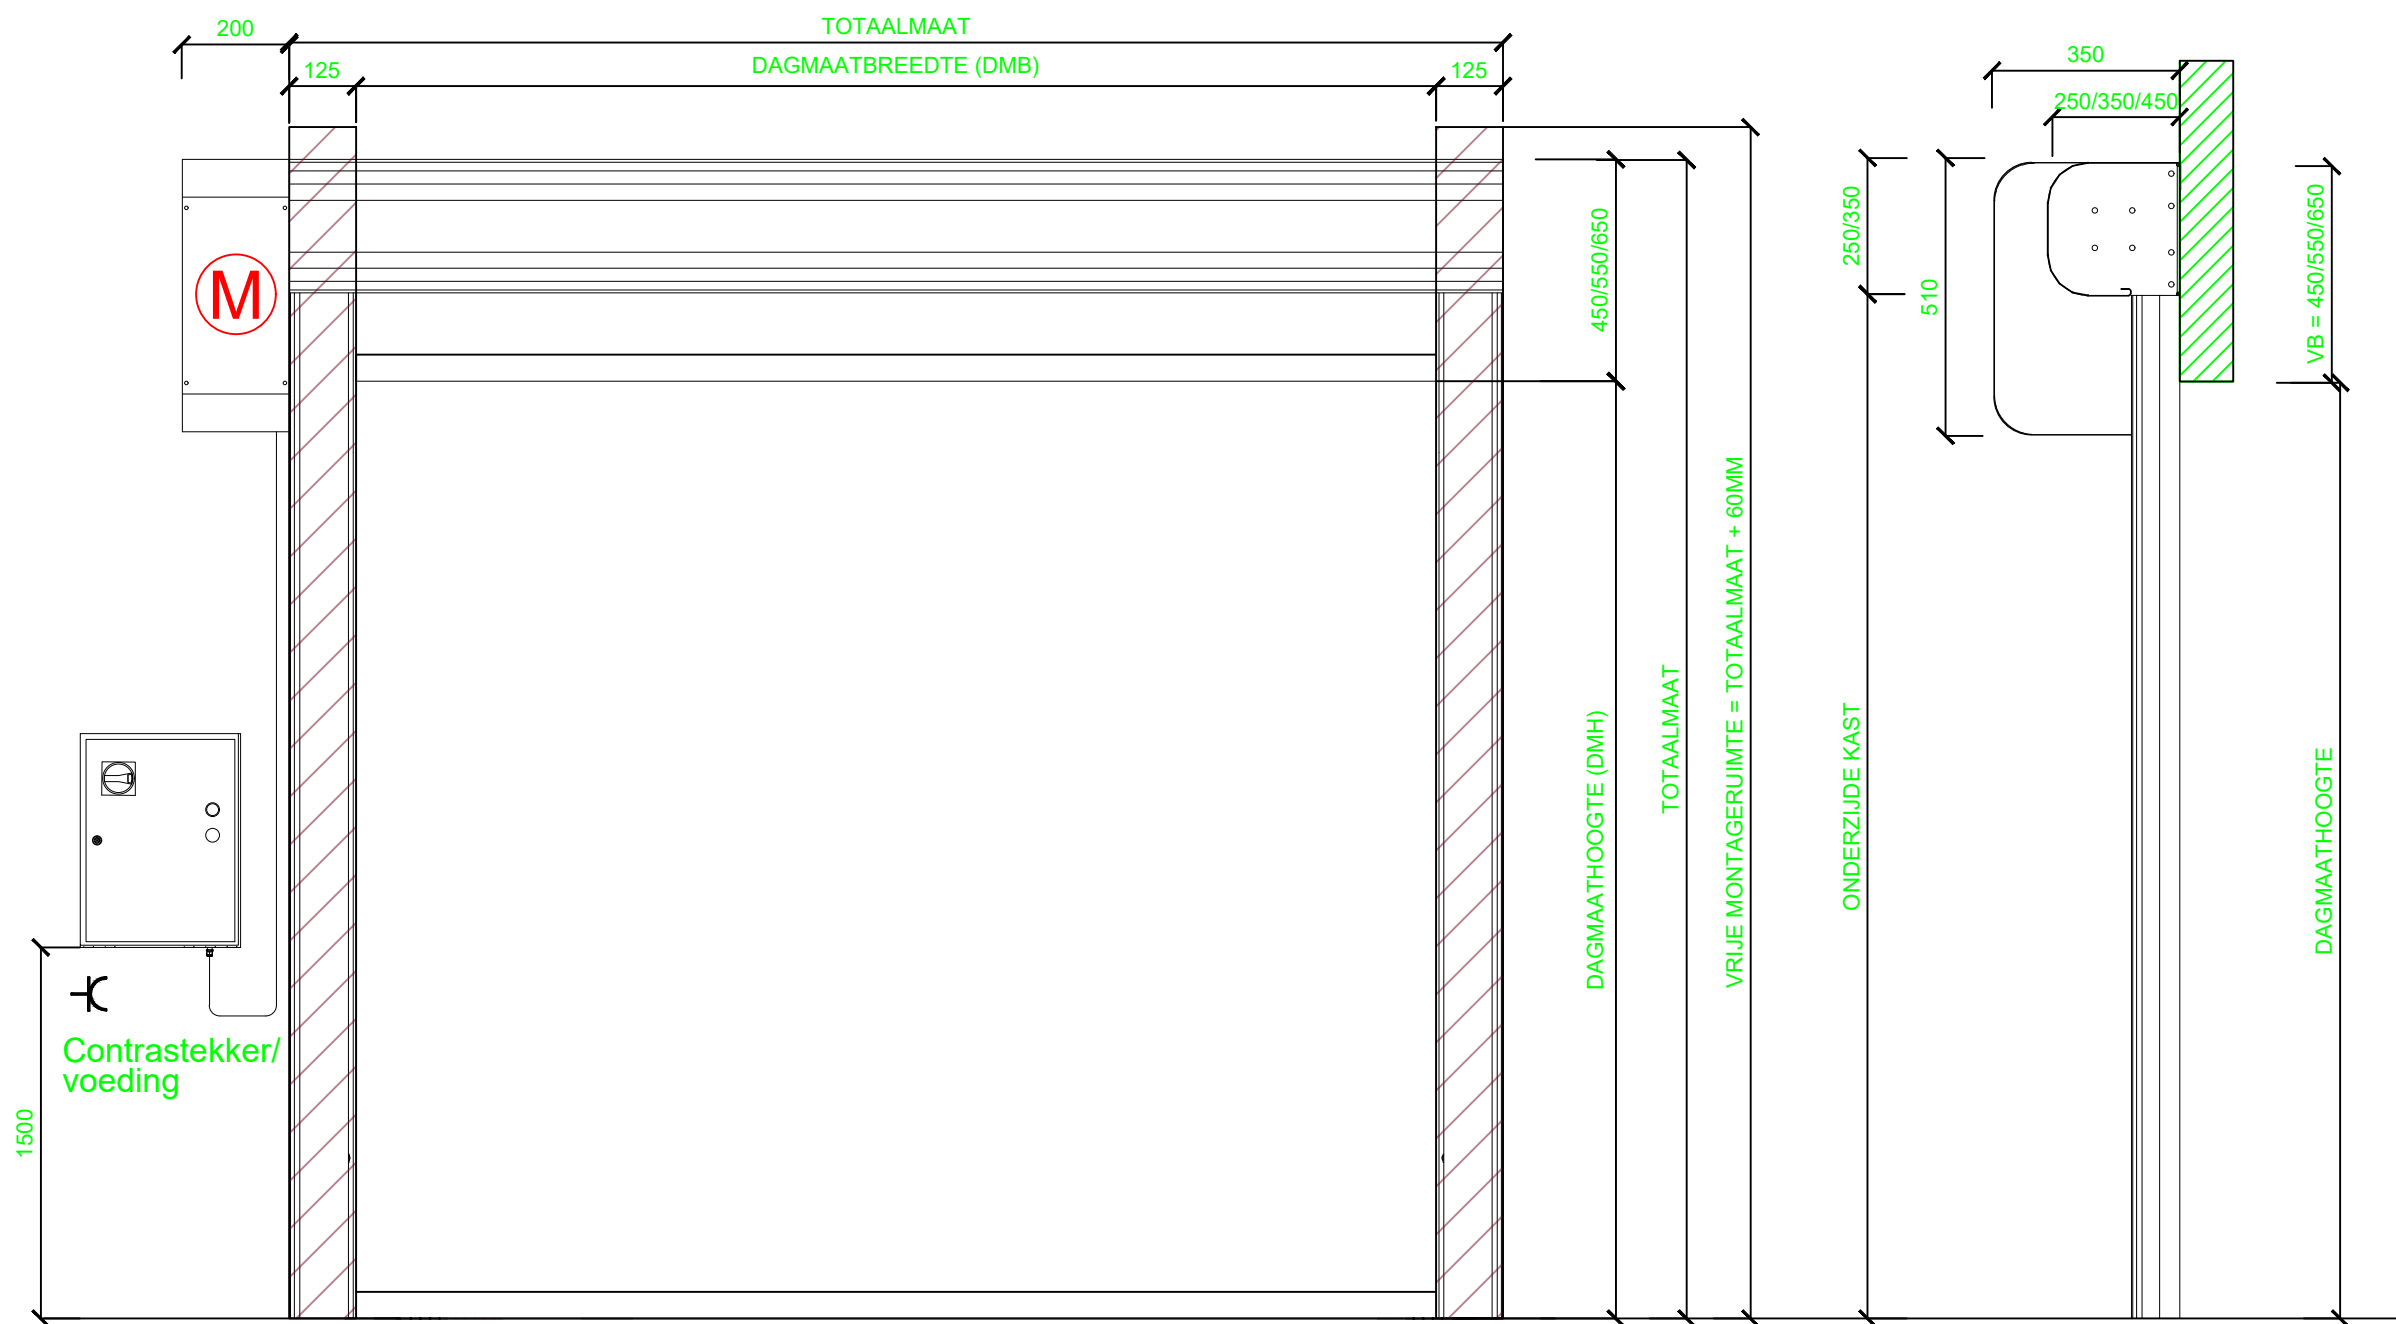 200
TOTAALMAAT
125
DAGMAATBREEDTE (DMB)
125
350
250/350/450
M
450/550/650
250/350
510
VB = 450/550/650
DAGMAATHOOGTE (DMH)
TOTAALMAAT
VRIJE MONTAGERUIMTE = TOTAALMAAT + 60MM
ONDERZIJDE KAST
DAGMAATHOOGTE
Contrastekker/
voeding
1500